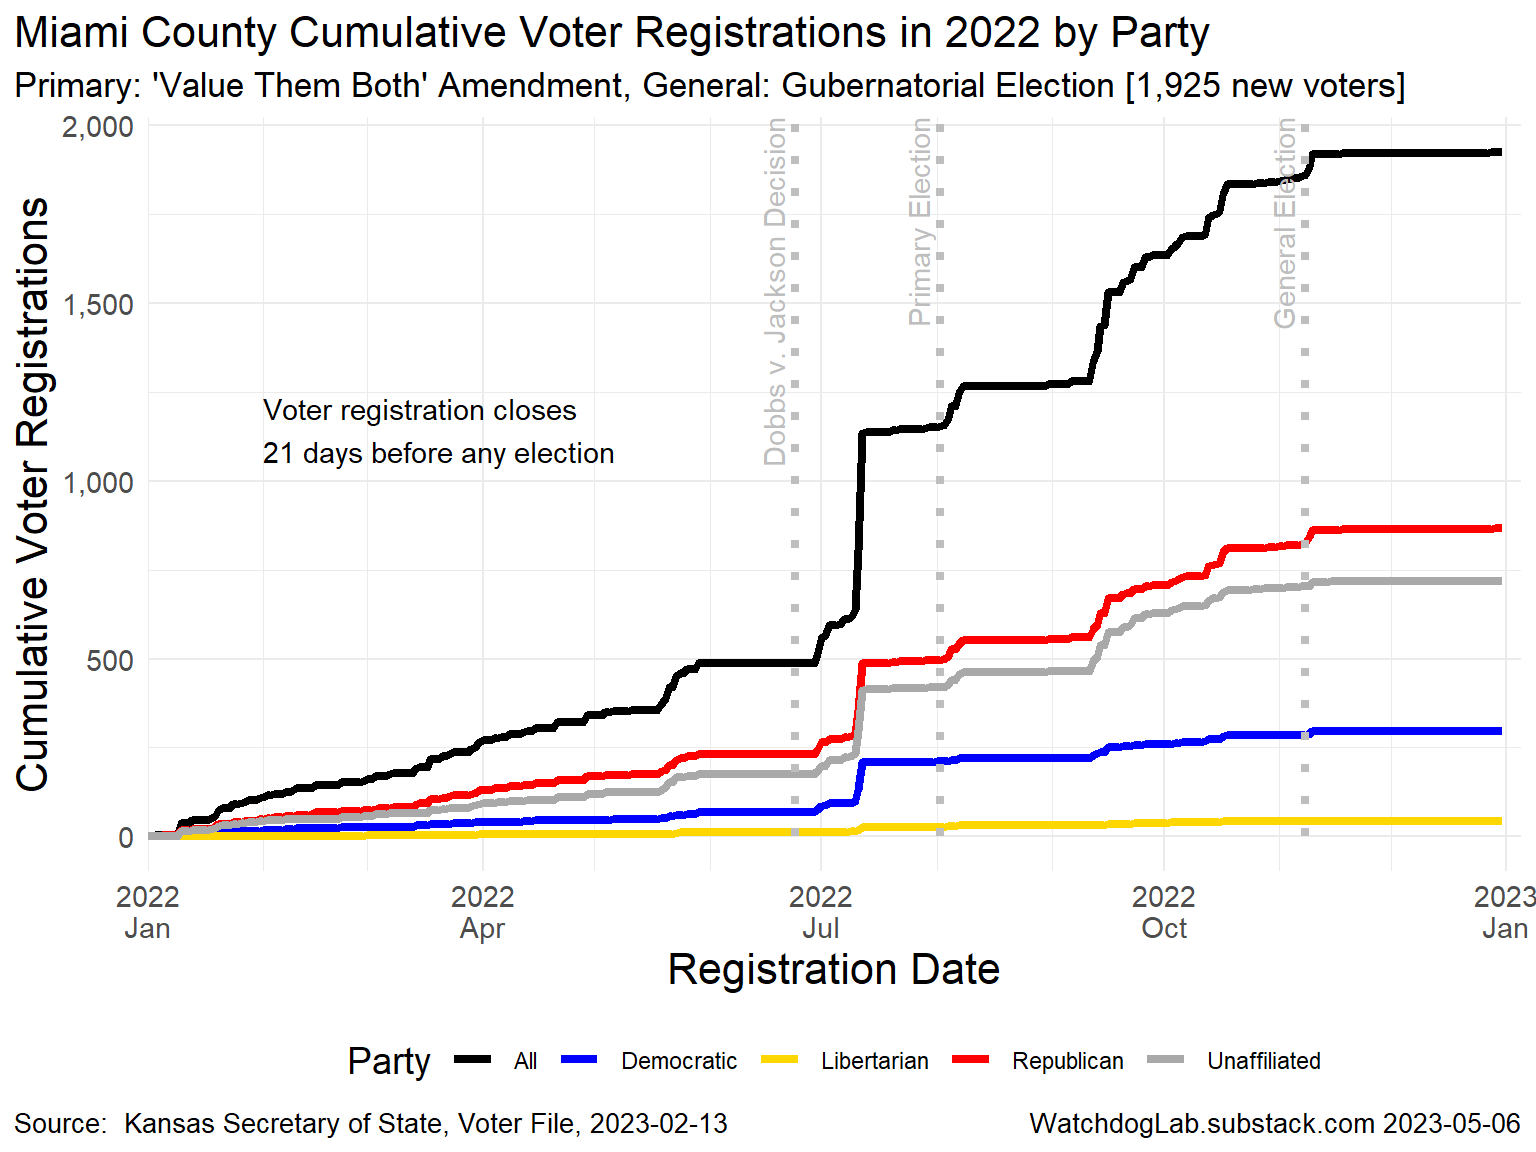 Miami County Cumulative Voter Registrations in 2022 by Party
Primary: 'Value Them Both' Amendment, General: Gubernatorial Election [1,925 new voters]
Cumulative Voter Registrations
2,000
1,500
1,000
500
0
Dobbs v. Jackson Decision
Primary Election
General Election
Voter registration closes
21 days before any election
2022
Jan
2022
Apr
2022
Jul
2022
Oct
2023
Jan
Registration Date
Party
All
Democratic
Libertarian
Republican
Unaffiliated
Source:  Kansas Secretary of State, Voter File, 2023-02-13
WatchdogLab.substack.com 2023-05-06